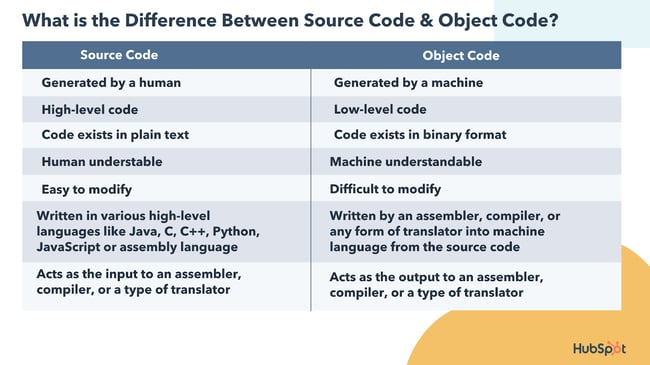 What is the Difference Between Source Code & Object Code?
Source Code
Object Code
Generated by a human
Generated by a machine
High-level code
Low-level code
Code exists in plain text
Code exists in binary format
Human understable
Machine understandable
Easy to modify
Difficult to modify
Written in various high-level
languages like Java, C, C++, Python,
JavaScript or assembly language
Written by an assembler, compiler, or
any form of translator into machine
language from the source code
Acts as the input to an assembler,
compiler, or a type of translator
Acts as the output to an assembler,
compiler, or a type of translator
HubSpot